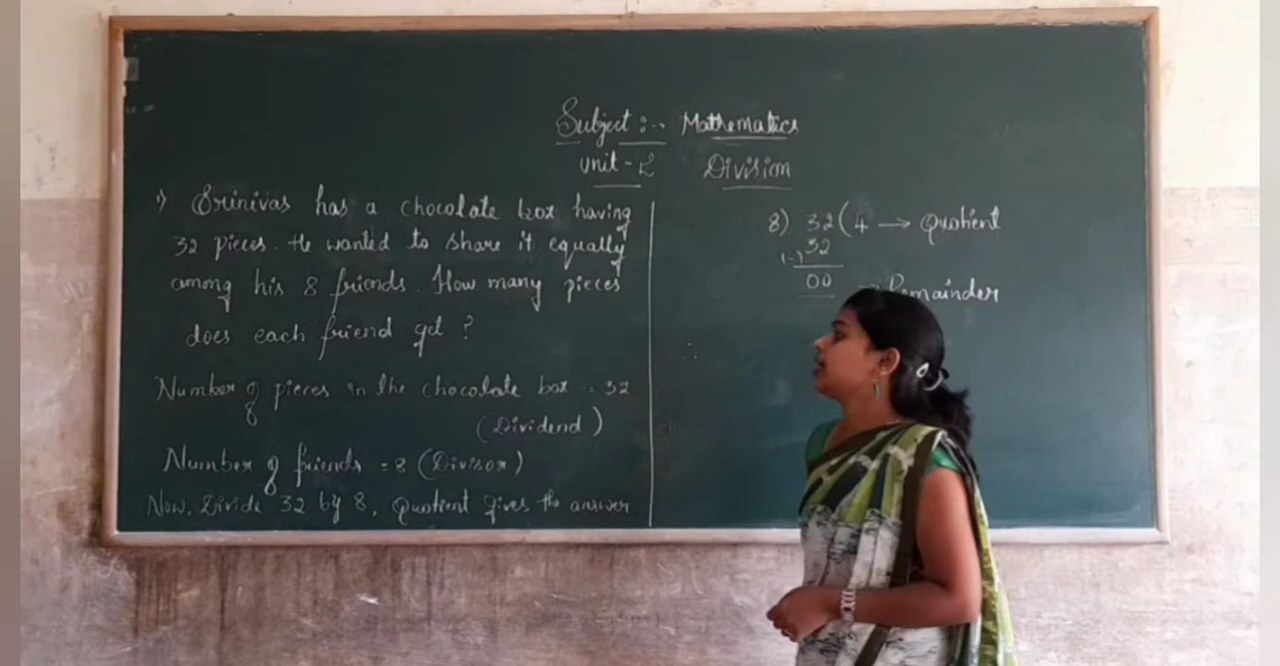 Subject :- Mathematics
Unit - 2 Division
1) Srinivas has a chocolate box having
32 pieces. He wanted to share it equally
among his 8 friends. How many pieces
does each friend get ?
Number of pieces in the chocolate box = 32
(Dividend)
Number of friends = 8 (Divisor)
Now, Divide 32 by 8, Quotient gives the answer
8) 32 ( 4 → Quotient
(-) 32
00 → Remainder
∴